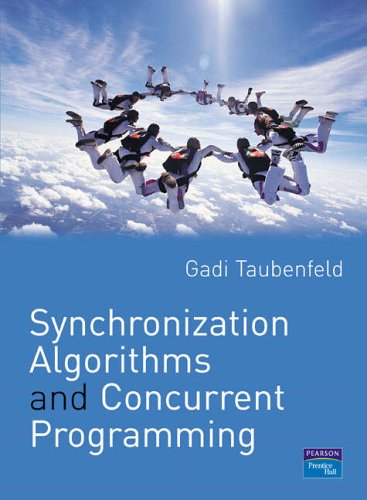 Gadi Taubenfeld
Synchronization
Algorithms
and Concurrent
Programming
PEARSON
Prentice
Hall